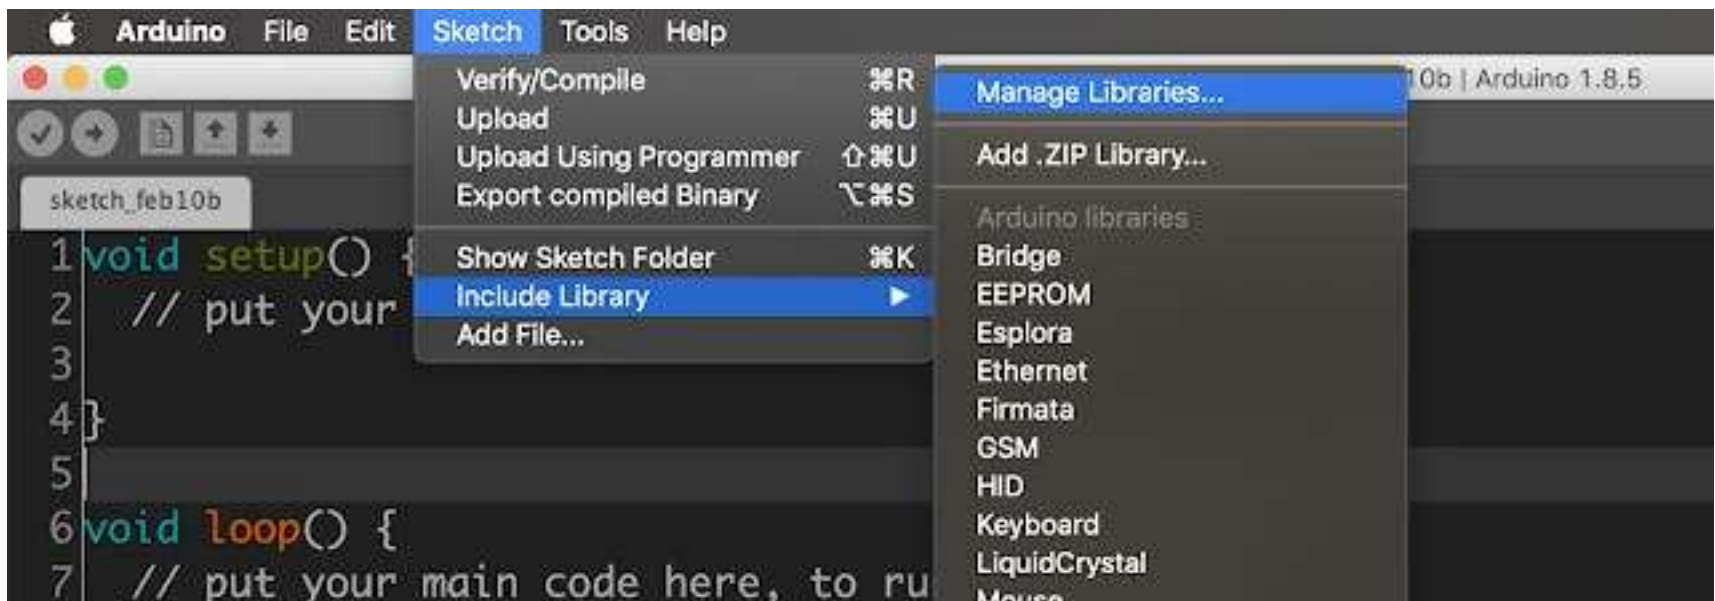 Arduino File Edit Sketch Tools Help
10b | Arduino 1.8.5
sketch_feb10b
Verify/Compile ⌘R
Upload ⌘U
Upload Using Programmer ⇧⌘U
Export compiled Binary ⌥⌘S
Show Sketch Folder ⌘K
Include Library ▶
Add File...
Manage Libraries...
Add .ZIP Library...
Arduino libraries
Bridge
EEPROM
Esplora
Ethernet
Firmata
GSM
HID
Keyboard
LiquidCrystal
Mouse
1 void setup() {
2 // put your
3
4 }
5
6 void loop() {
7 // put your main code here, to ru